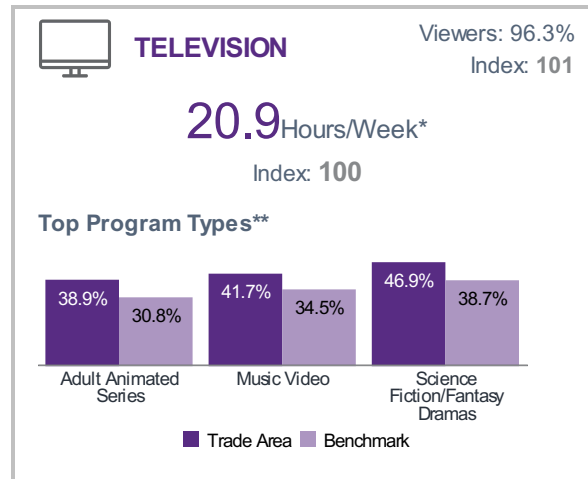 TELEVISION
Viewers: 96.3%
Index: 101
20.9Hours/Week*
Index: 100
Top Program Types**
38.9%
30.8%
41.7%
34.5%
46.9%
38.7%
Adult Animated
Series
Music Video
Science
Fiction/Fantasy
Dramas
Trade Area
Benchmark